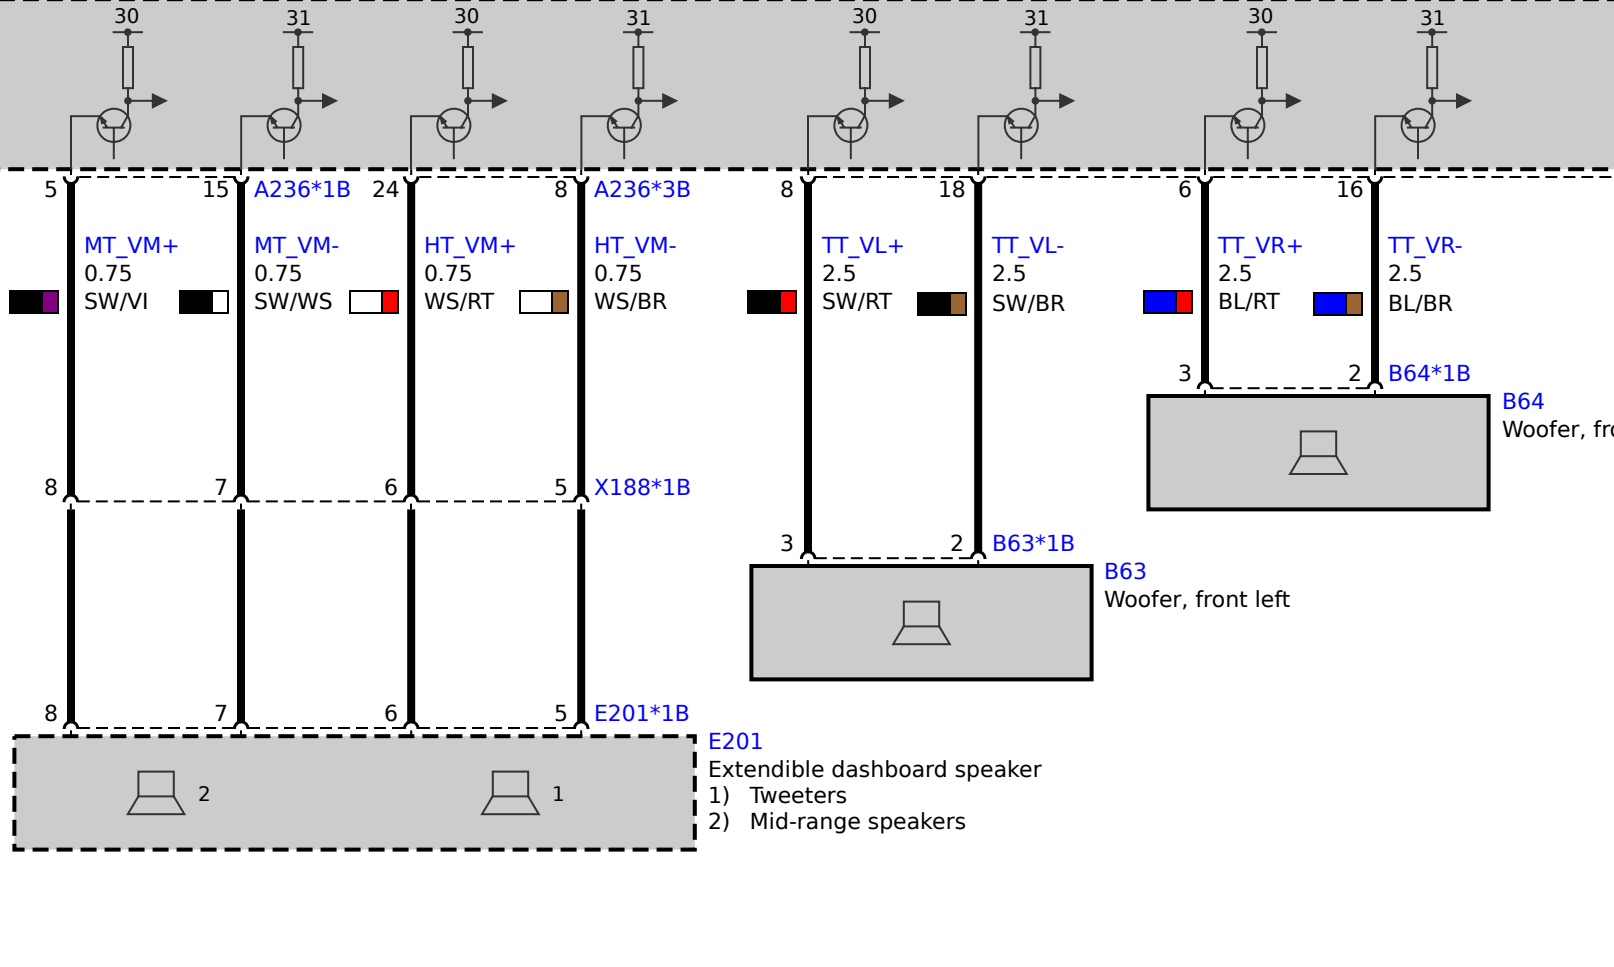 30 31 30 31 30 31 30 31
5 15 A236*1B 24 8 A236*3B 8 18 6 16
MT_VM+ MT_VM- HT_VM+ HT_VM- TT_VL+ TT_VL- TT_VR+ TT_VR-
0.75 0.75 0.75 0.75 2.5 2.5 2.5 2.5
SW/VI SW/WS WS/RT WS/BR SW/RT SW/BR BL/RT BL/BR
3 2 B64*1B
B64
Woofer, fro
8 7 6 5 X188*1B
3 2 B63*1B
B63
Woofer, front left
8 7 6 5 E201*1B
E201
Extendible dashboard speaker
2 1
1) Tweeters
2) Mid-range speakers